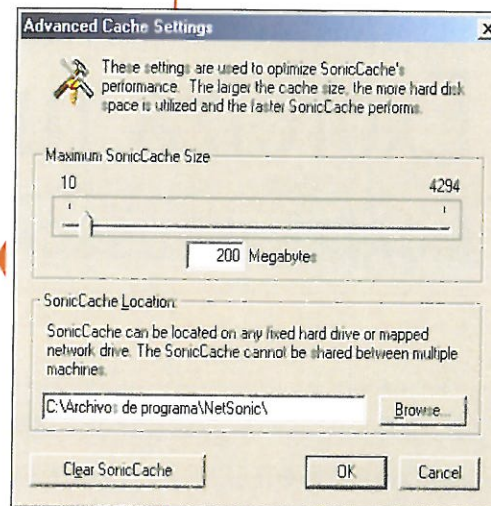 Advanced Cache Settings
These settings are used to optimize SonicCache's
performance. The larger the cache size, the more hard disk
space is utilized and the faster SonicCache performs.
Maximum SonicCache Size
10 4294
200 Megabytes
SonicCache Location:
SonicCache can be located on any fixed hard drive or mapped
network drive. The SonicCache cannot be shared between multiple
machines.
C:\Archivos de programa\NetSonic\ Browse...
Clear SonicCache OK Cancel